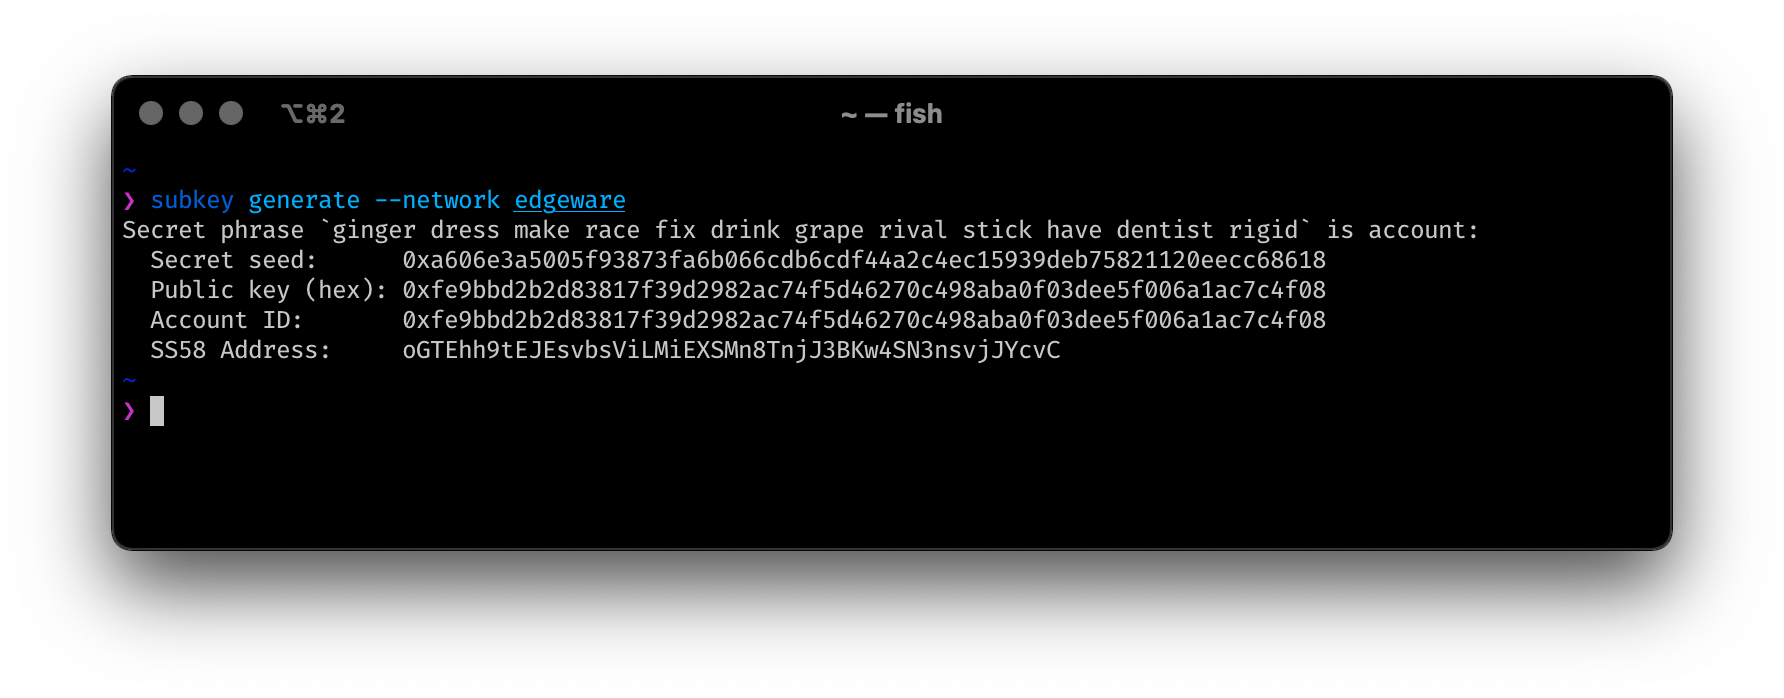 ⌥⌘2
~ — fish
~
❯ subkey generate --network edgeware
Secret phrase `ginger dress make race fix drink grape rival stick have dentist rigid` is account:
Secret seed: 0xa606e3a5005f93873fa6b066cdb6cdf44a2c4ec15939deb75821120eecc68618
Public key (hex): 0xfe9bbd2b2d83817f39d2982ac74f5d46270c498aba0f03dee5f006a1ac7c4f08
Account ID: 0xfe9bbd2b2d83817f39d2982ac74f5d46270c498aba0f03dee5f006a1ac7c4f08
SS58 Address: oGTEhh9tEJEsvbsViLMiEXSMn8TnjJ3BKw4SN3nsvjJYcvC
~
❯